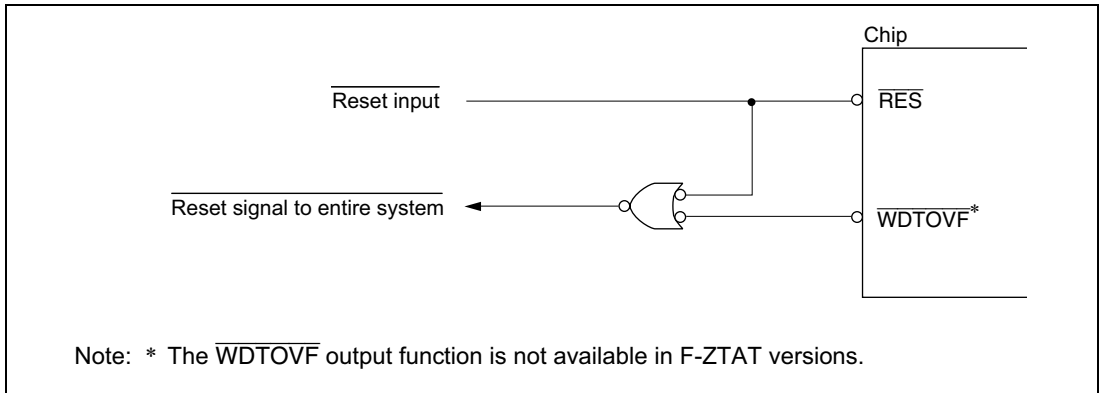 Chip
Reset input
RES
Reset signal to entire system
WDTOVF*
Note: * The WDTOVF output function is not available in F-ZTAT versions.